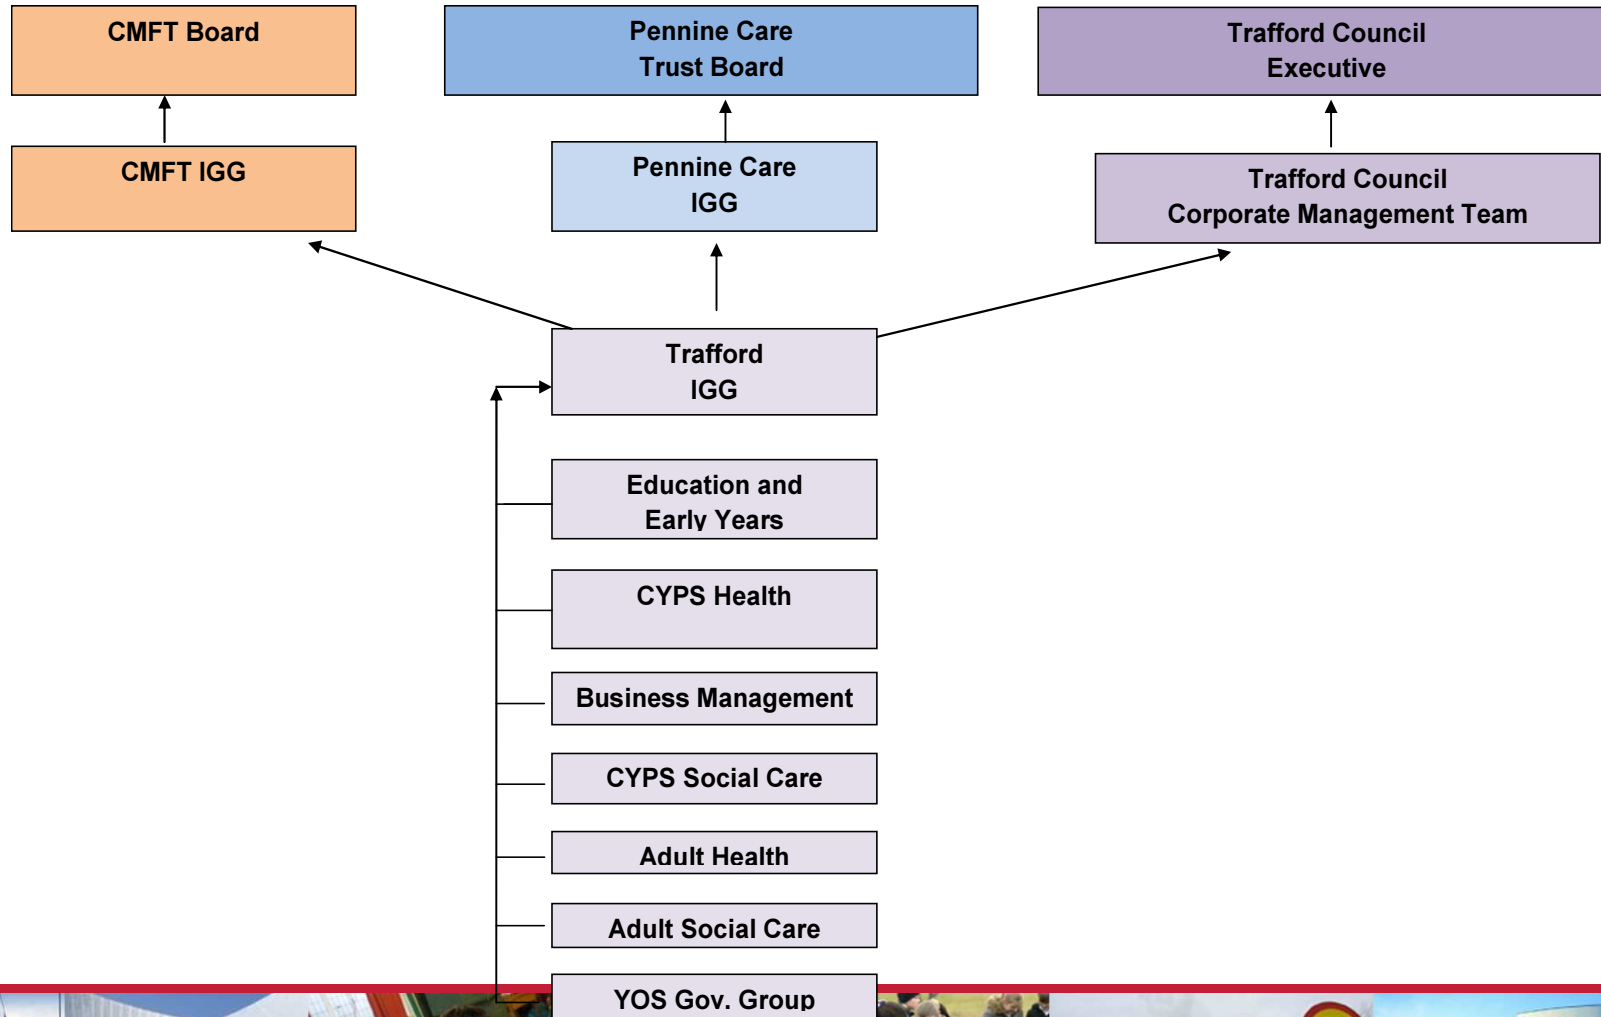 CMFT Board
Pennine Care
Trust Board
Trafford Council
Executive
CMFT IGG
Pennine Care
IGG
Trafford Council
Corporate Management Team
Trafford
IGG
Education and
Early Years
CYPS Health
Business Management
CYPS Social Care
Adult Health
Adult Social Care
YOS Gov. Group